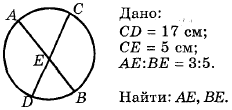 A
C
E
D
B
Дано:
CD = 17 см;
CE = 5 см;
AE:BE = 3:5.
Найти: AE, BE.